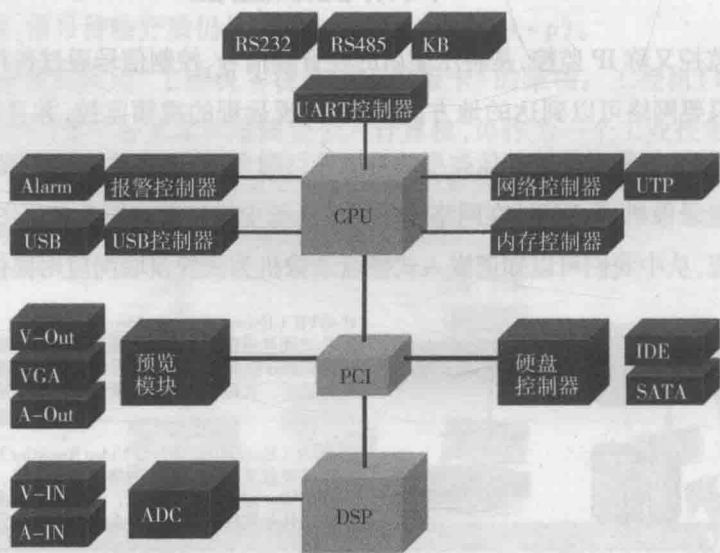 RS232 RS485 KB
UART控制器
Alarm 报警控制器 CPU 网络控制器 UTP
USB USB控制器 内存控制器
V-Out
VGA 预览模块 PCI 硬盘控制器 IDE
A-Out SATA
V-IN
A-IN ADC DSP